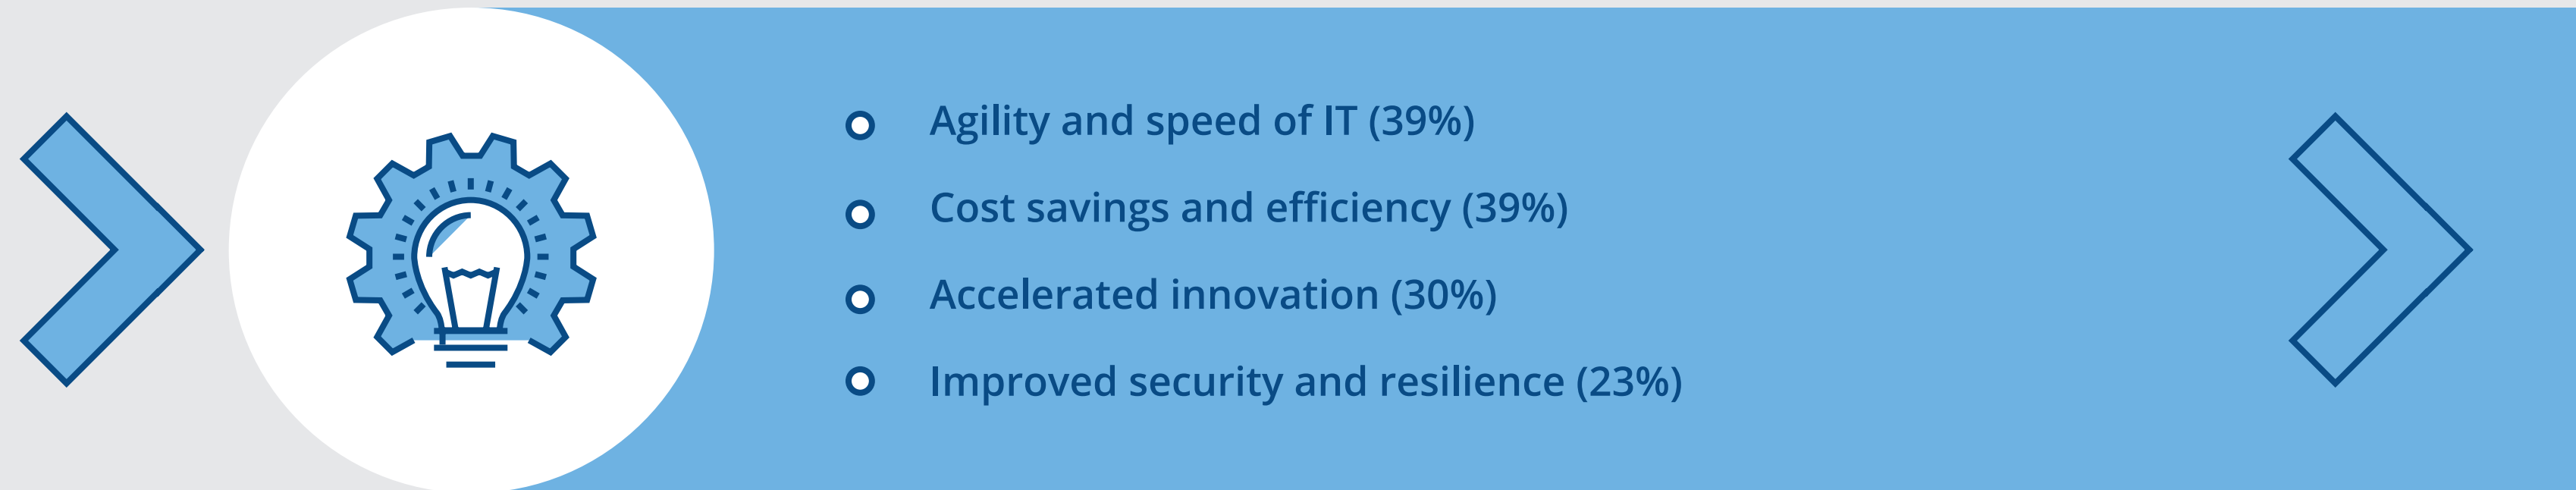 Agility and speed of IT (39%)
Cost savings and efficiency (39%)
Accelerated innovation (30%)
Improved security and resilience (23%)